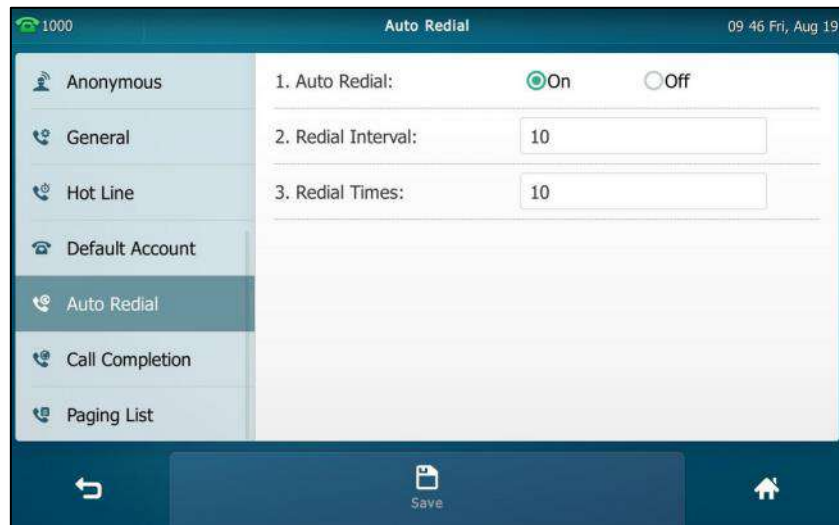 1000 Auto Redial 09 46 Fri, Aug 19
Anonymous
General
Hot Line
Default Account
Auto Redial
Call Completion
Paging List
1. Auto Redial: On Off
2. Redial Interval: 10
3. Redial Times: 10
Save